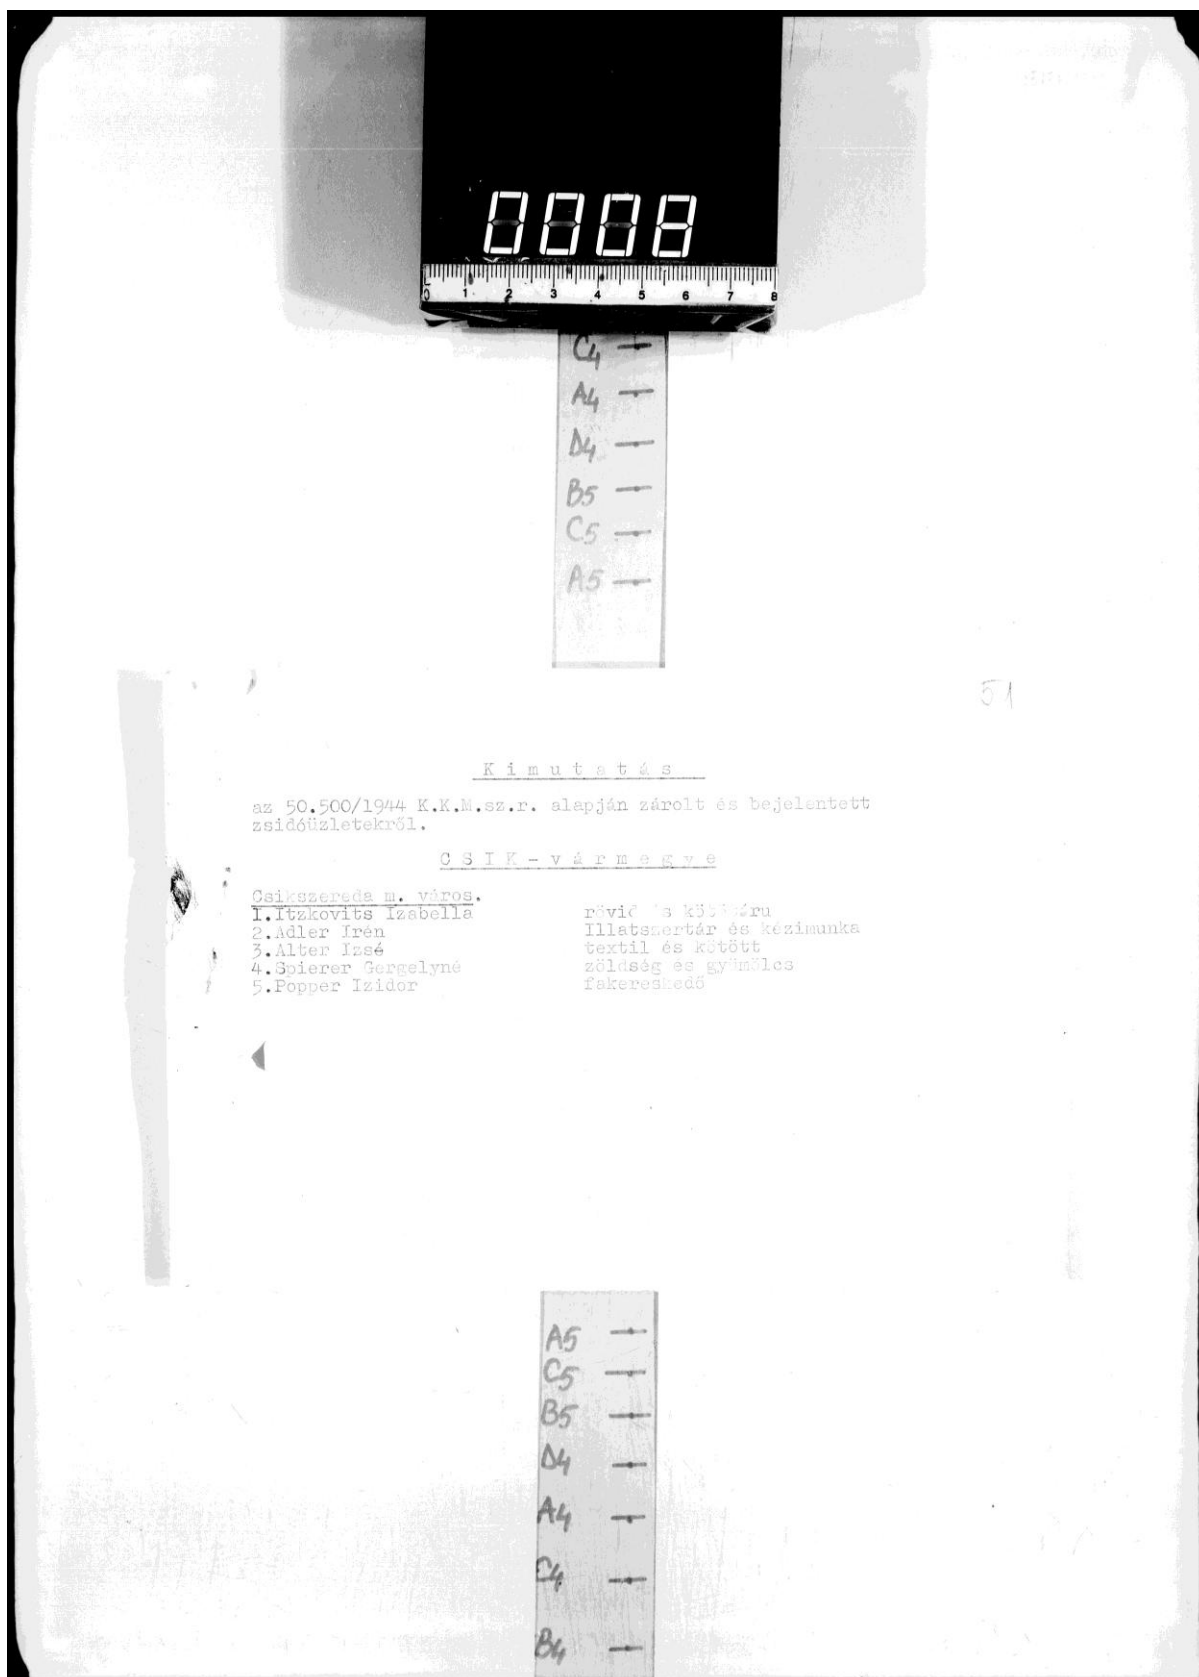 0008
0 1 2 3 4 5 6 7 8
C4
A4
D4
B5
C5
A5
51
Kimutatás
az 50.500/1944 K.K.M.sz.r. alapján zárolt és bejelentett
zsidóüzletekről.
CSIK-vármegye
Csikszereda m. város.
1.Itzkovits Izabella rövid és
2.Adler Irén Illatszertár és kézimunka
3.Alter Izsé textil és kötött
4.Spierer Gergelyné zöldség és gyümölcs
5.Popper Izidor fakereskedő
A5
C5
B5
D4
A4
C4
B4